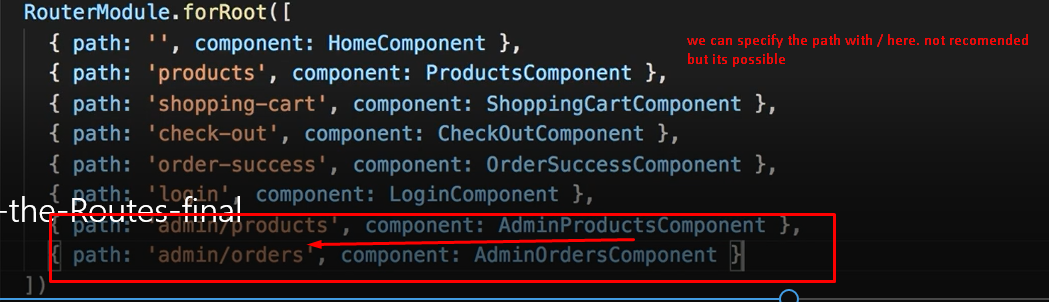 RouterModule.forRoot([
{ path: '', component: HomeComponent },
we can specify the path with / here. not recomended
but its possible
{ path: 'products', component: ProductsComponent },
{ path: 'shopping-cart', component: ShoppingCartComponent },
{ path: 'check-out', component: CheckOutComponent },
{ path: 'order-success', component: OrderSuccessComponent },
{ path: 'login', component: LoginComponent },
-the-Routes-final
{ path: 'admin/products', component: AdminProductsComponent },
{ path: 'admin/orders', component: AdminOrdersComponent }
])